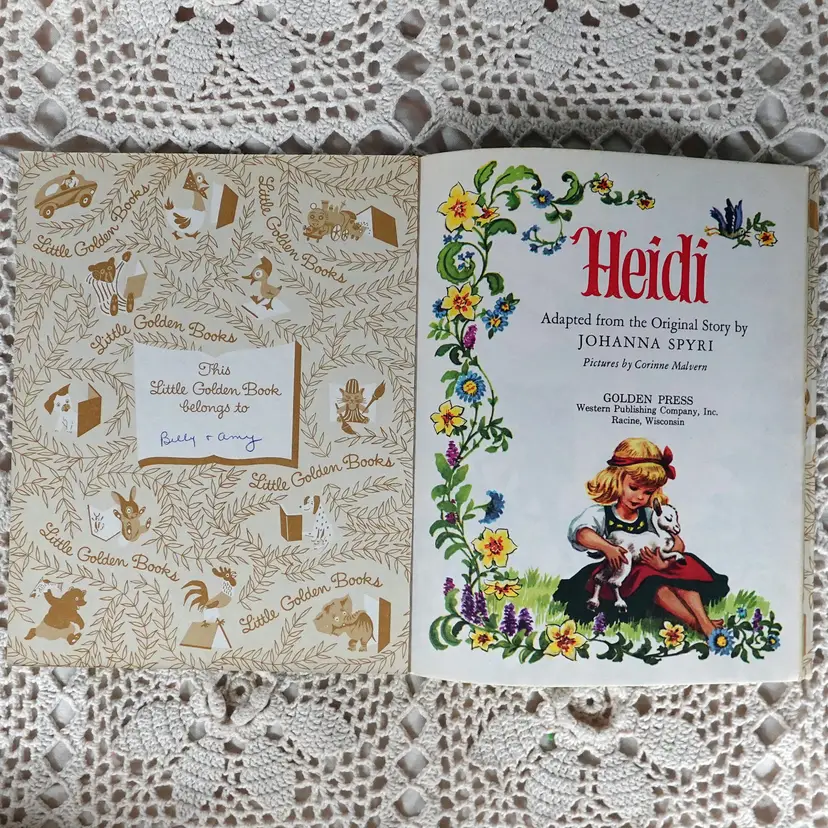 Little Golden Books
Little Golden Books
Little Golden Books
This
Little Golden Book
belongs to
Billy + Amy
Little Golden Books
Little Golden Books
Little Golden Books
Heidi
Adapted from the Original Story by
JOHANNA SPYRI
Pictures by Corinne Malvern
GOLDEN PRESS
Western Publishing Company, Inc.
Racine, Wisconsin